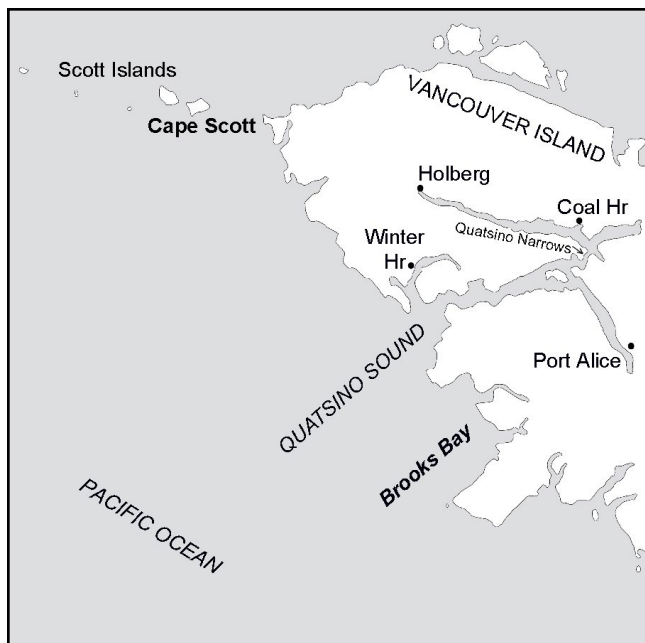 Scott Islands
Cape Scott
VANCOUVER ISLAND
Holberg
Coal Hr
Quatsino Narrows
Winter
Hr
Port Alice
QUATSINO SOUND
Brooks Bay
PACIFIC OCEAN